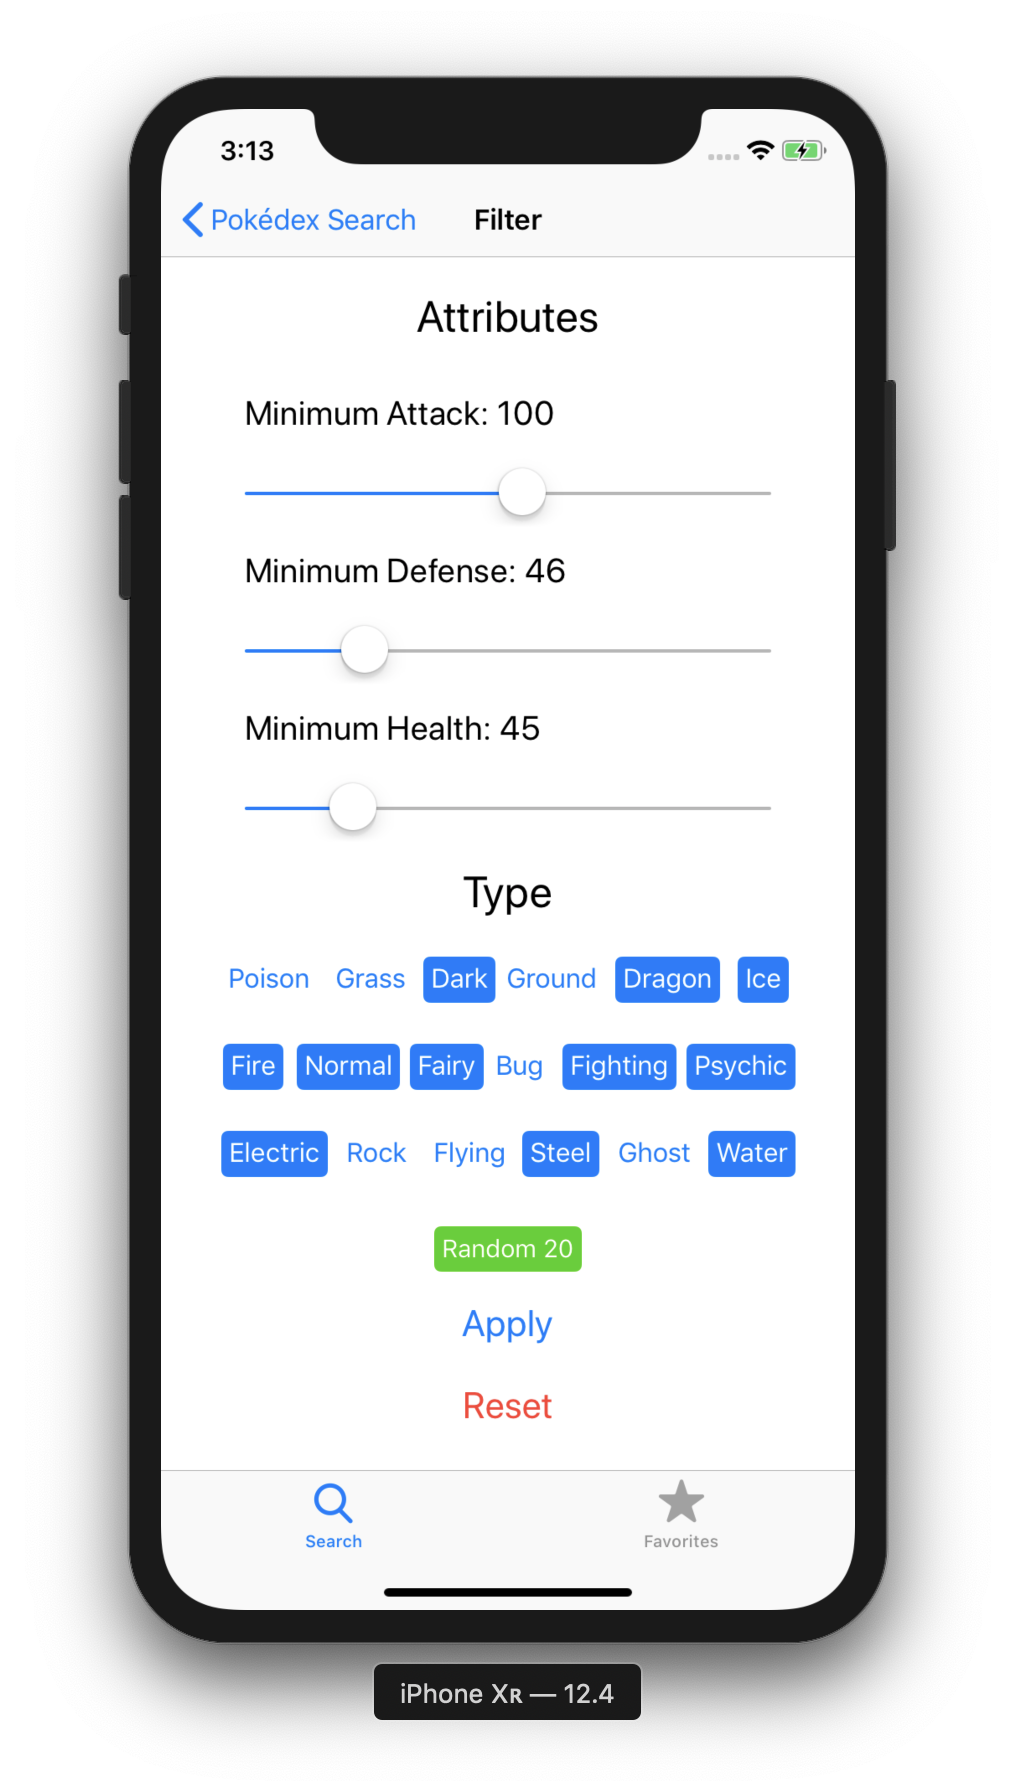 3:13
Pokédex Search Filter
Attributes
Minimum Attack: 100
Minimum Defense: 46
Minimum Health: 45
Type
Poison Grass Dark Ground Dragon Ice
Fire Normal Fairy Bug Fighting Psychic
Electric Rock Flying Steel Ghost Water
Random 20
Apply
Reset
Search Favorites
iPhone Xʀ — 12.4